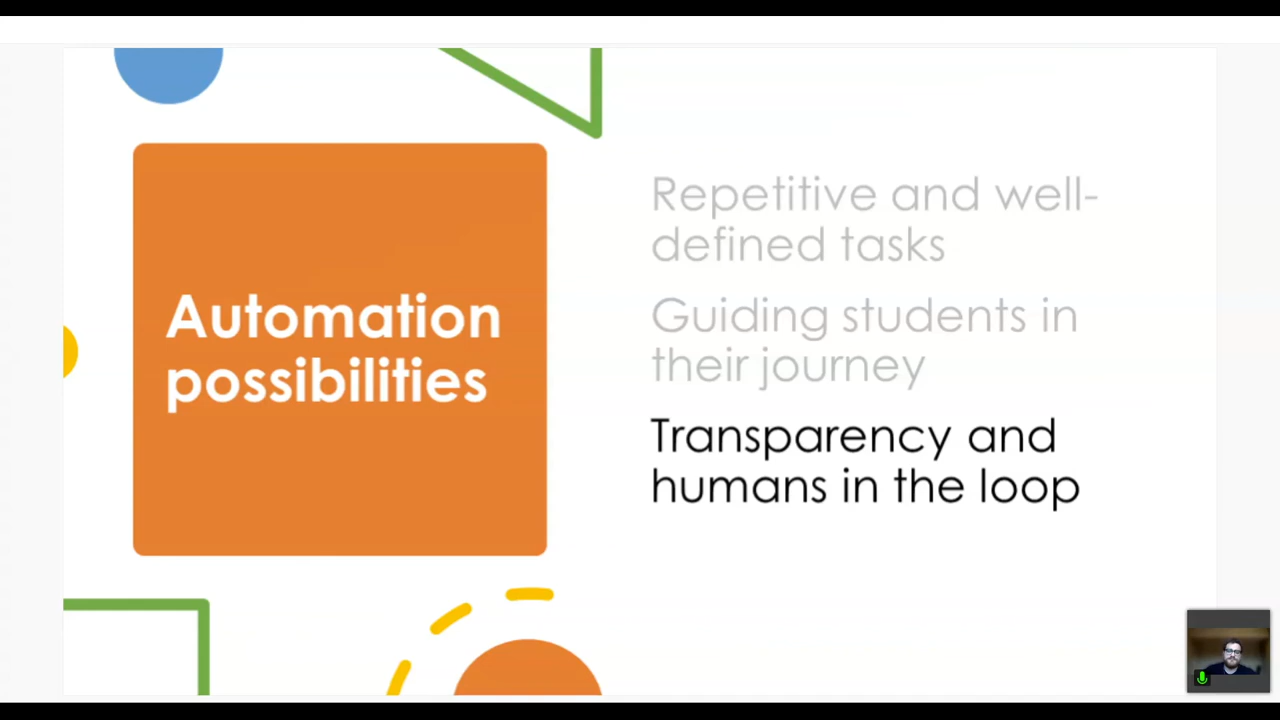 Automation
possibilities
Repetitive and well-
defined tasks
Guiding students in
their journey
Transparency and
humans in the loop